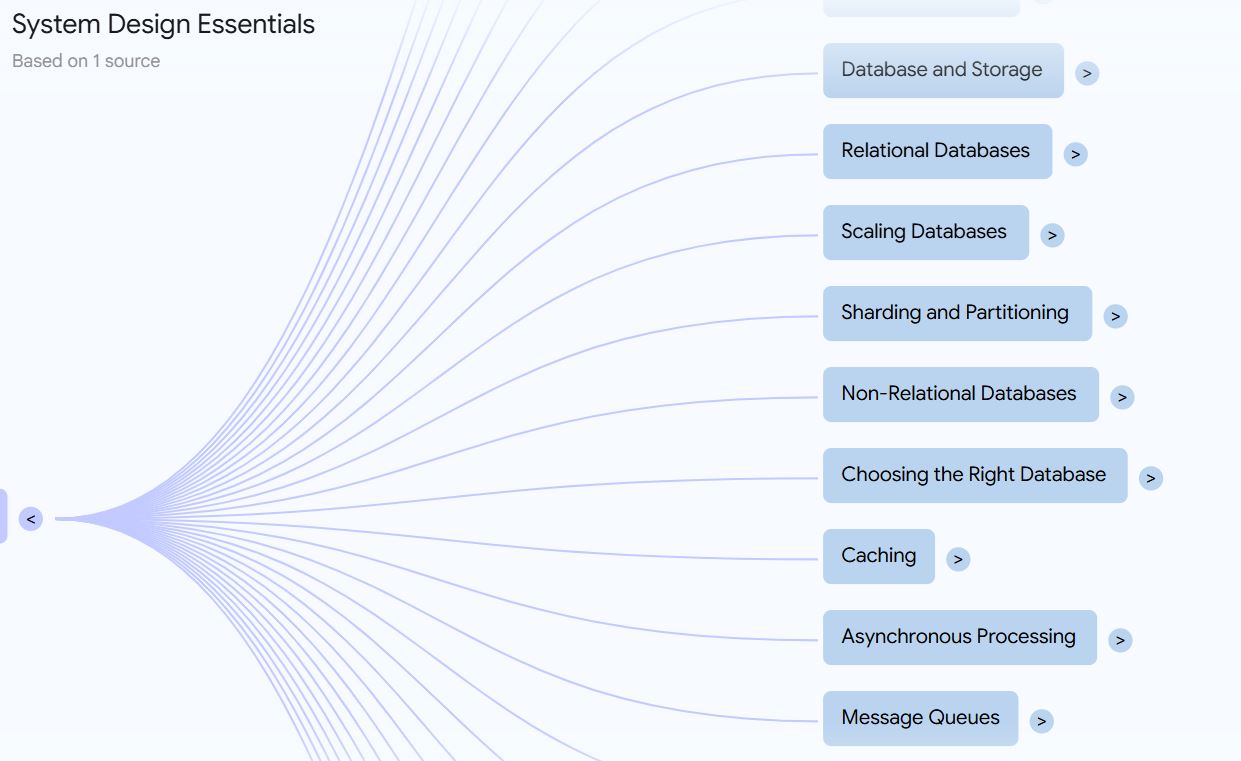 System Design Essentials
Based on 1 source
Database and Storage >
Relational Databases >
Scaling Databases >
Sharding and Partitioning >
Non-Relational Databases >
Choosing the Right Database >
<
Caching >
Asynchronous Processing >
Message Queues >